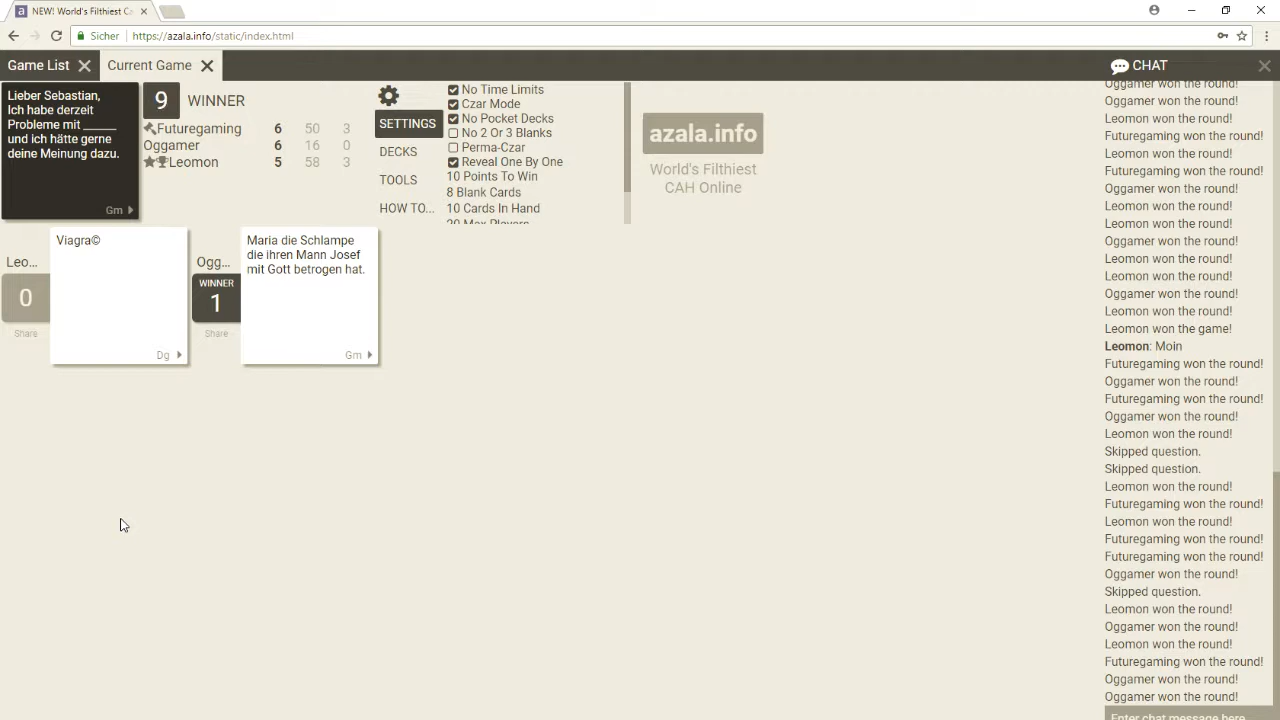 NEW! World's Filthiest C
Sicher
https://azala.info/static/index.html
Game List
Current Game
CHAT
Lieber Sebastian,
Ich habe derzeit
Probleme mit ______
und ich hätte gerne
deine Meinung dazu.
Gm
9 WINNER
Futuregaming 6 50 3
Oggamer 6 16 0
Leomon 5 58 3
SETTINGS
DECKS
TOOLS
HOW TO...
No Time Limits
Czar Mode
No Pocket Decks
No 2 Or 3 Blanks
Perma-Czar
Reveal One By One
10 Points To Win
8 Blank Cards
10 Cards In Hand
20 Max Players
azala.info
World's Filthiest
CAH Online
Leo...
0
Share
Viagra©
Dg
Ogg...
WINNER
1
Share
Maria die Schlampe
die ihren Mann Josef
mit Gott betrogen hat.
Gm
Oggamer won the round!
Oggamer won the round!
Leomon won the round!
Futuregaming won the round!
Leomon won the round!
Futuregaming won the round!
Oggamer won the round!
Leomon won the round!
Leomon won the round!
Oggamer won the round!
Leomon won the round!
Leomon won the round!
Oggamer won the round!
Leomon won the round!
Leomon won the game!
Leomon: Moin
Futuregaming won the round!
Oggamer won the round!
Futuregaming won the round!
Oggamer won the round!
Leomon won the round!
Skipped question.
Skipped question.
Leomon won the round!
Futuregaming won the round!
Leomon won the round!
Futuregaming won the round!
Futuregaming won the round!
Oggamer won the round!
Skipped question.
Leomon won the round!
Oggamer won the round!
Leomon won the round!
Futuregaming won the round!
Oggamer won the round!
Oggamer won the round!
Enter chat message here